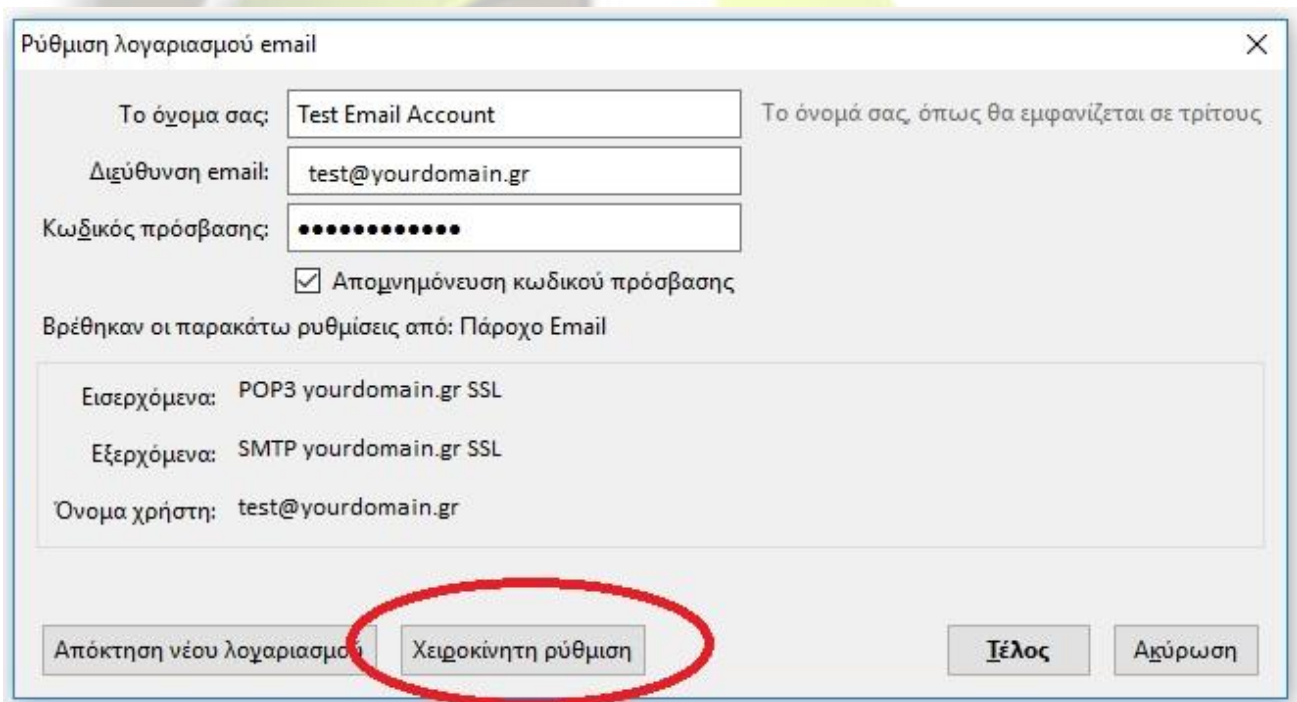 Ρύθμιση λογαριασμού email
Το όνομα σας: Test Email Account Το όνομά σας, όπως θα εμφανίζεται σε τρίτους
Διεύθυνση email: test@yourdomain.gr
Κωδικός πρόσβασης: ••••••••••••
Απομνημόνευση κωδικού πρόσβασης
Βρέθηκαν οι παρακάτω ρυθμίσεις από: Πάροχο Email
Εισερχόμενα: POP3 yourdomain.gr SSL
Εξερχόμενα: SMTP yourdomain.gr SSL
Όνομα χρήστη: test@yourdomain.gr
Απόκτηση νέου λογαριασμού Χειροκίνητη ρύθμιση Τέλος Ακύρωση